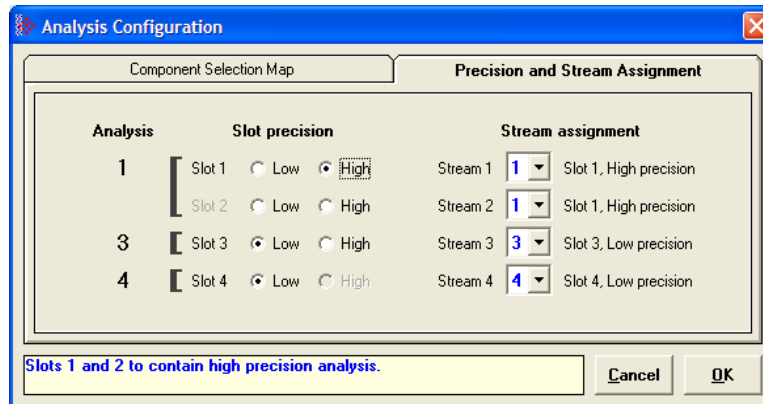 Analysis Configuration
Component Selection Map Precision and Stream Assignment
Analysis Slot precision Stream assignment
1 Slot 1 Low High Stream 1 1 Slot 1, High precision
Slot 2 Low High Stream 2 1 Slot 1, High precision
3 Slot 3 Low High Stream 3 3 Slot 3, Low precision
4 Slot 4 Low High Stream 4 4 Slot 4, Low precision
Slots 1 and 2 to contain high precision analysis.
Cancel OK